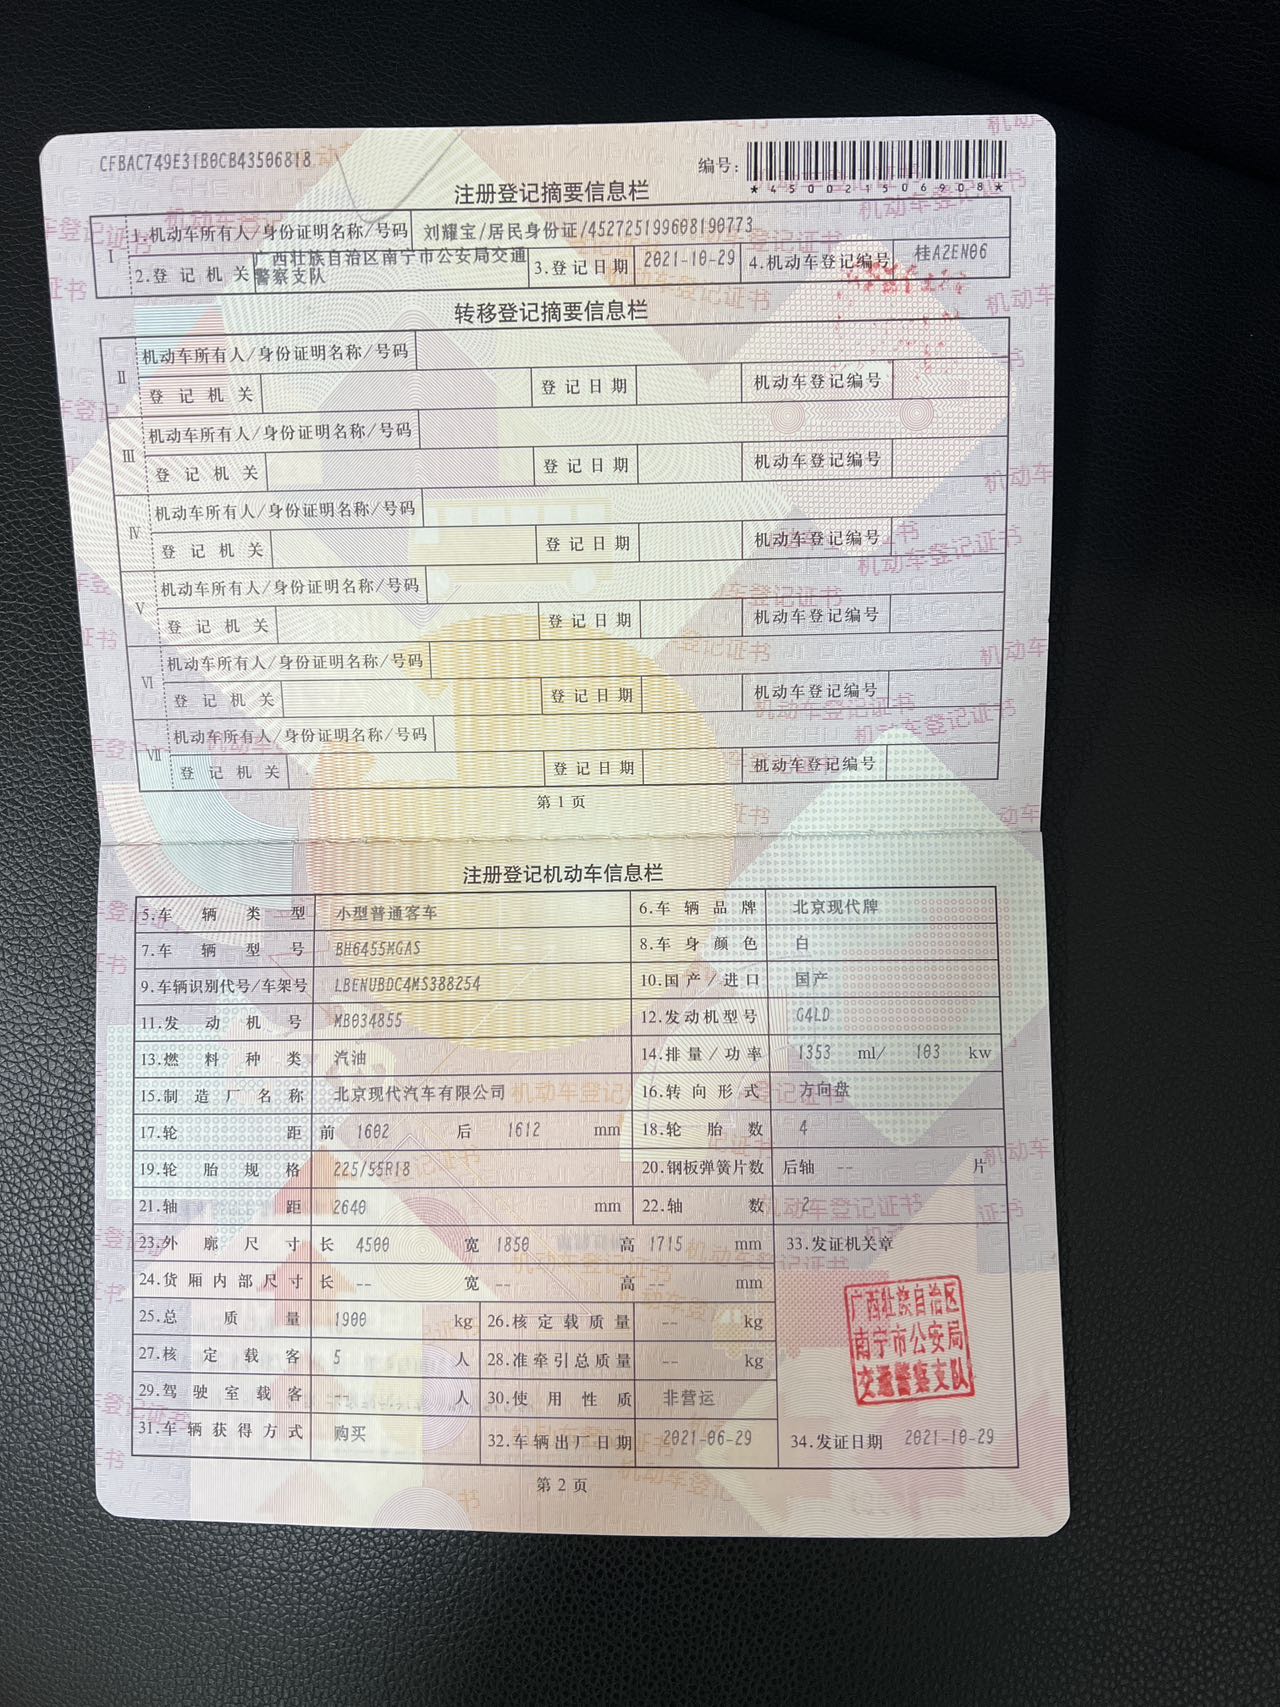 CFBAC749E31B0CB43506818
编号:
*450021506908*
注册登记摘要信息栏
Ⅰ 1.机动车所有人/身份证明名称/号码 刘耀宝/居民身份证/452725199608190773
2.登记机关 广西壮族自治区南宁市公安局交通警察支队 3.登记日期 2021-10-29 4.机动车登记编号 桂A2EN06
转移登记摘要信息栏
Ⅱ 机动车所有人/身份证明名称/号码
登记机关 登记日期 机动车登记编号
Ⅲ 机动车所有人/身份证明名称/号码
登记机关 登记日期 机动车登记编号
Ⅳ 机动车所有人/身份证明名称/号码
登记机关 登记日期 机动车登记编号
Ⅴ 机动车所有人/身份证明名称/号码
登记机关 登记日期 机动车登记编号
Ⅵ 机动车所有人/身份证明名称/号码
登记机关 登记日期 机动车登记编号
Ⅶ 机动车所有人/身份证明名称/号码
登记机关 登记日期 机动车登记编号
第1页
注册登记机动车信息栏
5.车辆类型 小型普通客车 6.车辆品牌 北京现代牌
7.车辆型号 BH6455MGAS 8.车身颜色 白
9.车辆识别代号/车架号 LBENUBDC4MS388254 10.国产/进口 国产
11.发动机号 MB034855 12.发动机型号 G4LD
13.燃料种类 汽油 14.排量/功率 1353 ml/ 103 kw
15.制造厂名称 北京现代汽车有限公司 16.转向形式 方向盘
17.轮距 前 1602 后 1612 mm 18.轮胎数 4
19.轮胎规格 225/55R18 20.钢板弹簧片数 后轴 -- 片
21.轴距 2640 mm 22.轴数 2
23.外廓尺寸 长 4500 宽 1850 高 1715 mm 33.发证机关章
24.货厢内部尺寸 长 -- 宽 -- 高 -- mm
25.总质量 1900 kg 26.核定载质量 -- kg
27.核定载客 5 人 28.准牵引总质量 -- kg
29.驾驶室载客 -- 人 30.使用性质 非营运
31.车辆获得方式 购买 32.车辆出厂日期 2021-06-29 34.发证日期 2021-10-29
广西壮族自治区
南宁市公安局
交通警察支队
第2页